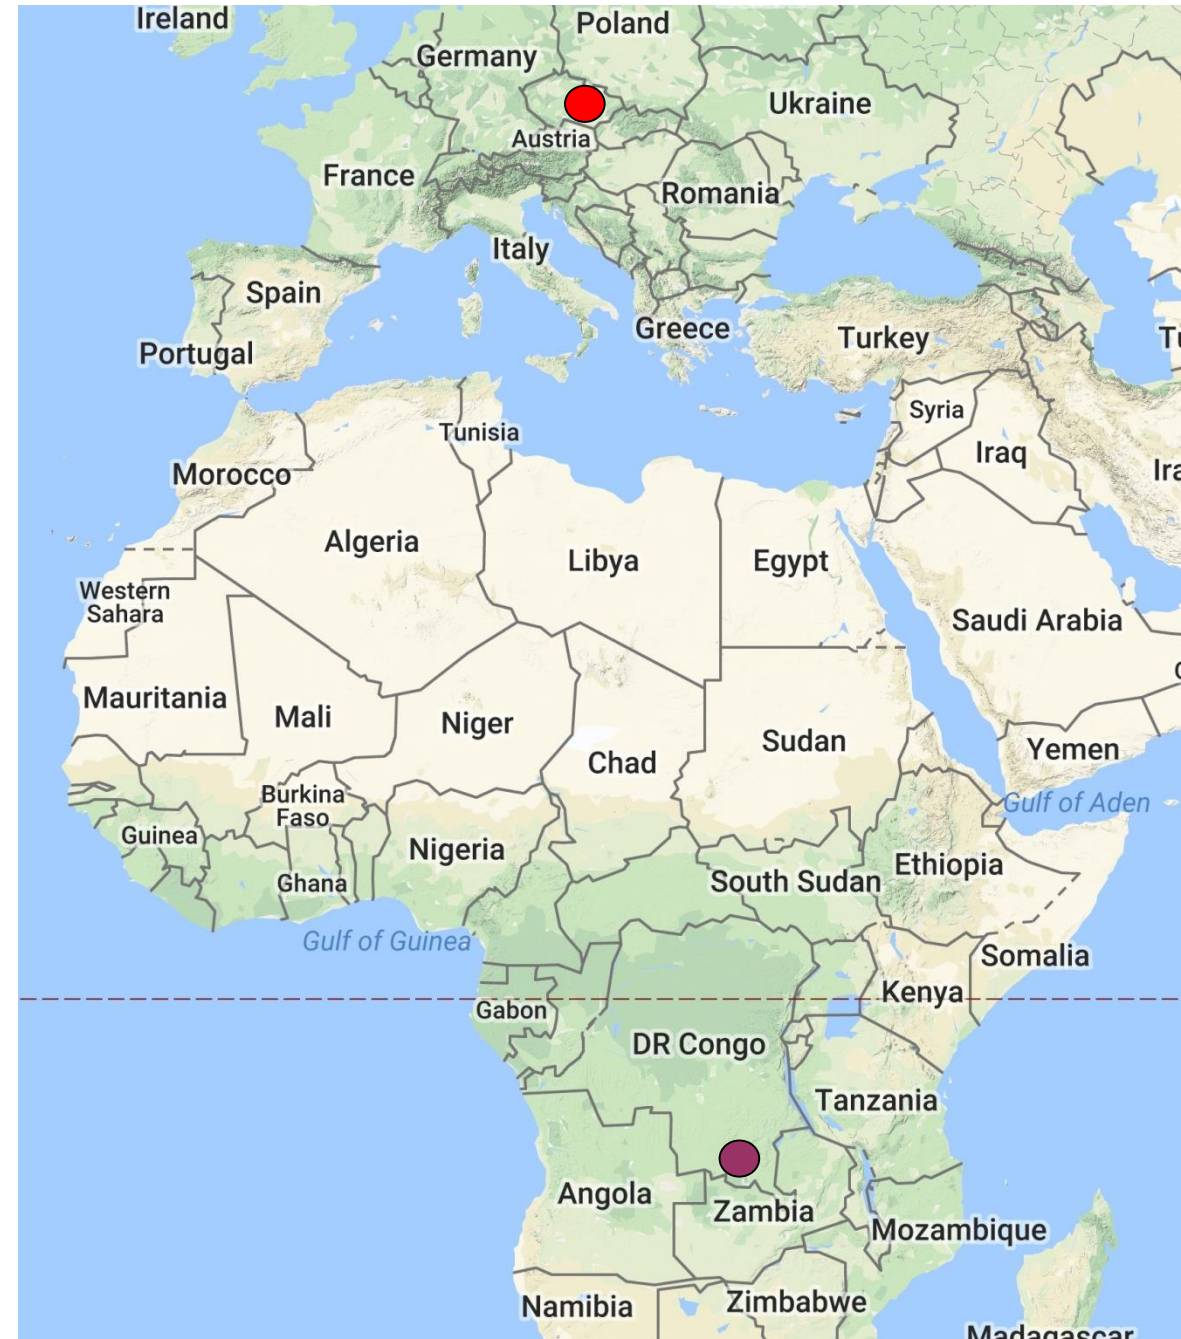 Ireland
Poland
Germany
Ukraine
Austria
France
Romania
Italy
Spain
Greece
Turkey
Portugal
Syria
Tunisia
Iraq
Morocco
Algeria
Libya
Egypt
Western
Sahara
Saudi Arabia
Mauritania
Mali
Niger
Sudan
Yemen
Chad
Burkina
Faso
Gulf of Aden
Guinea
Nigeria
Ethiopia
Ghana
South Sudan
Gulf of Guinea
Somalia
Kenya
Gabon
DR Congo
Tanzania
Angola
Zambia
Mozambique
Namibia
Zimbabwe
Madagascar